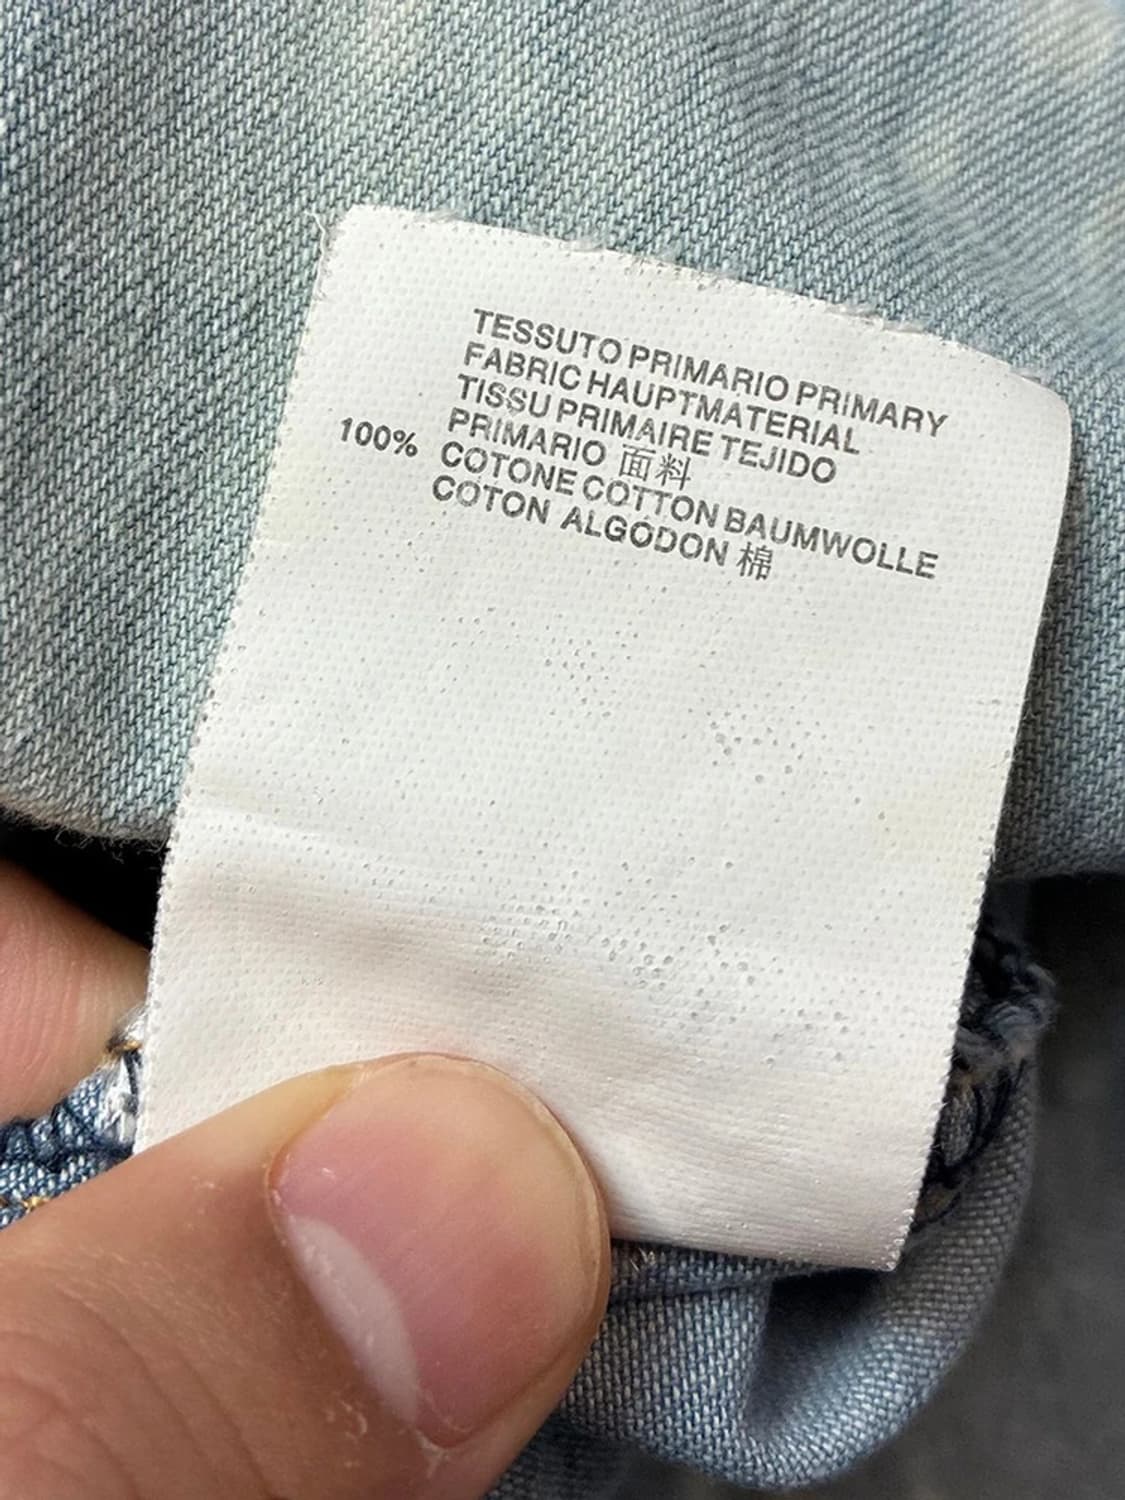 TESSUTO PRIMARIO PRIMARY
FABRIC HAUPTMATERIAL
TISSU PRIMAIRE TEJIDO
PRIMARIO 面料
100% COTONE COTTON BAUMWOLLE
COTON ALGODON 棉